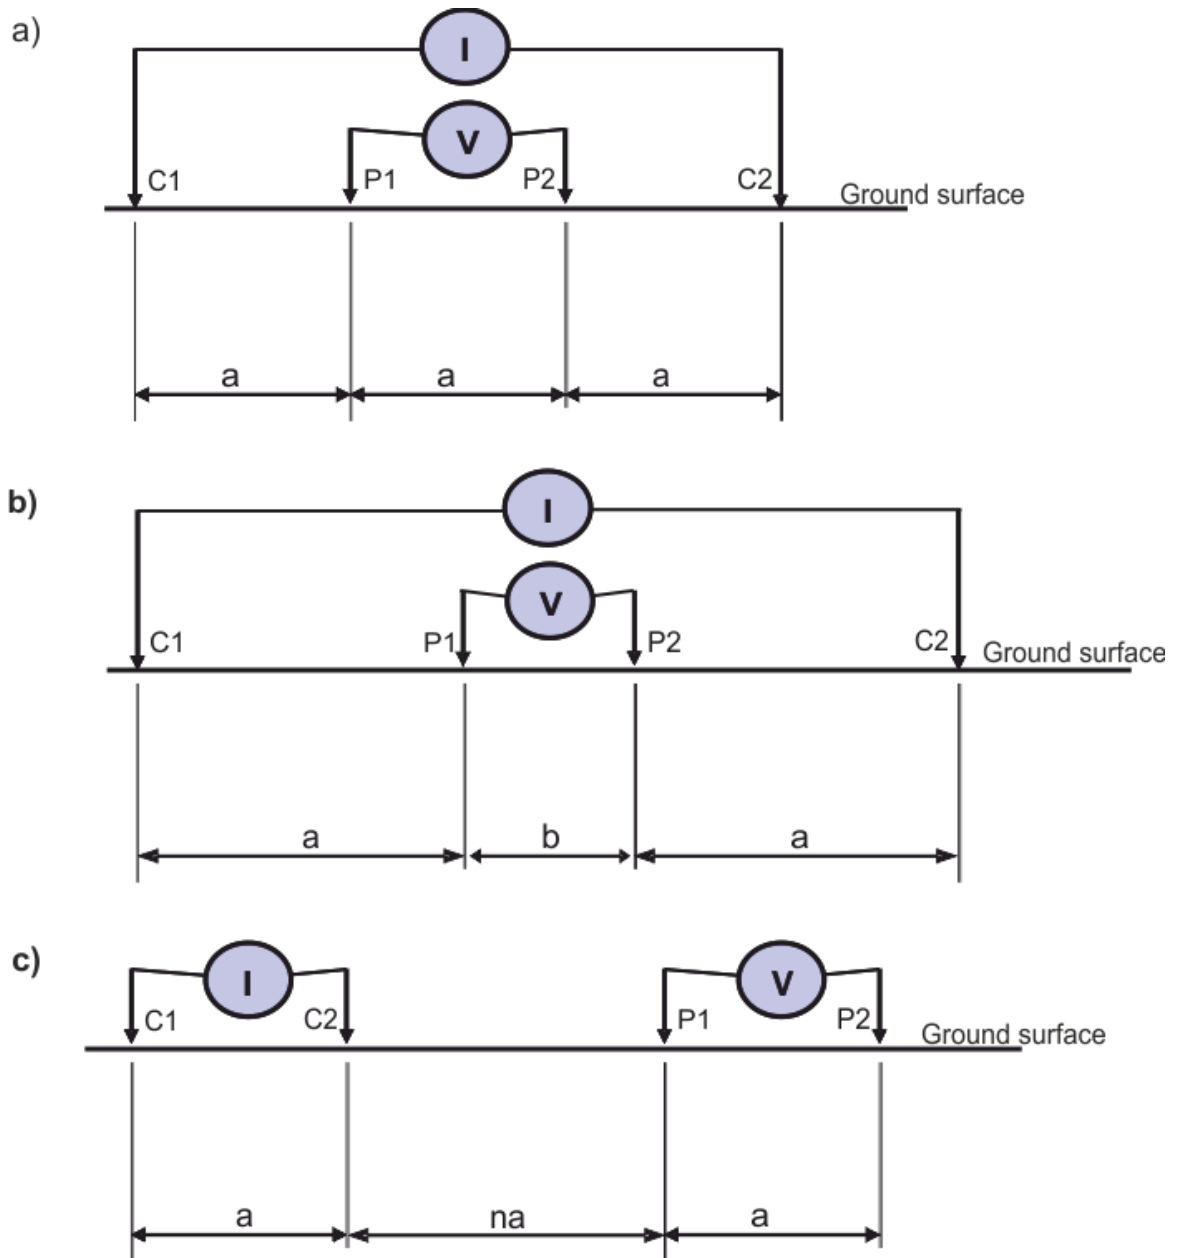 a)
I
V
C1 P1 P2 C2
Ground surface
a a a
b)
I
V
C1 P1 P2 C2
Ground surface
a b a
c)
I V
C1 C2 P1 P2
Ground surface
a na a